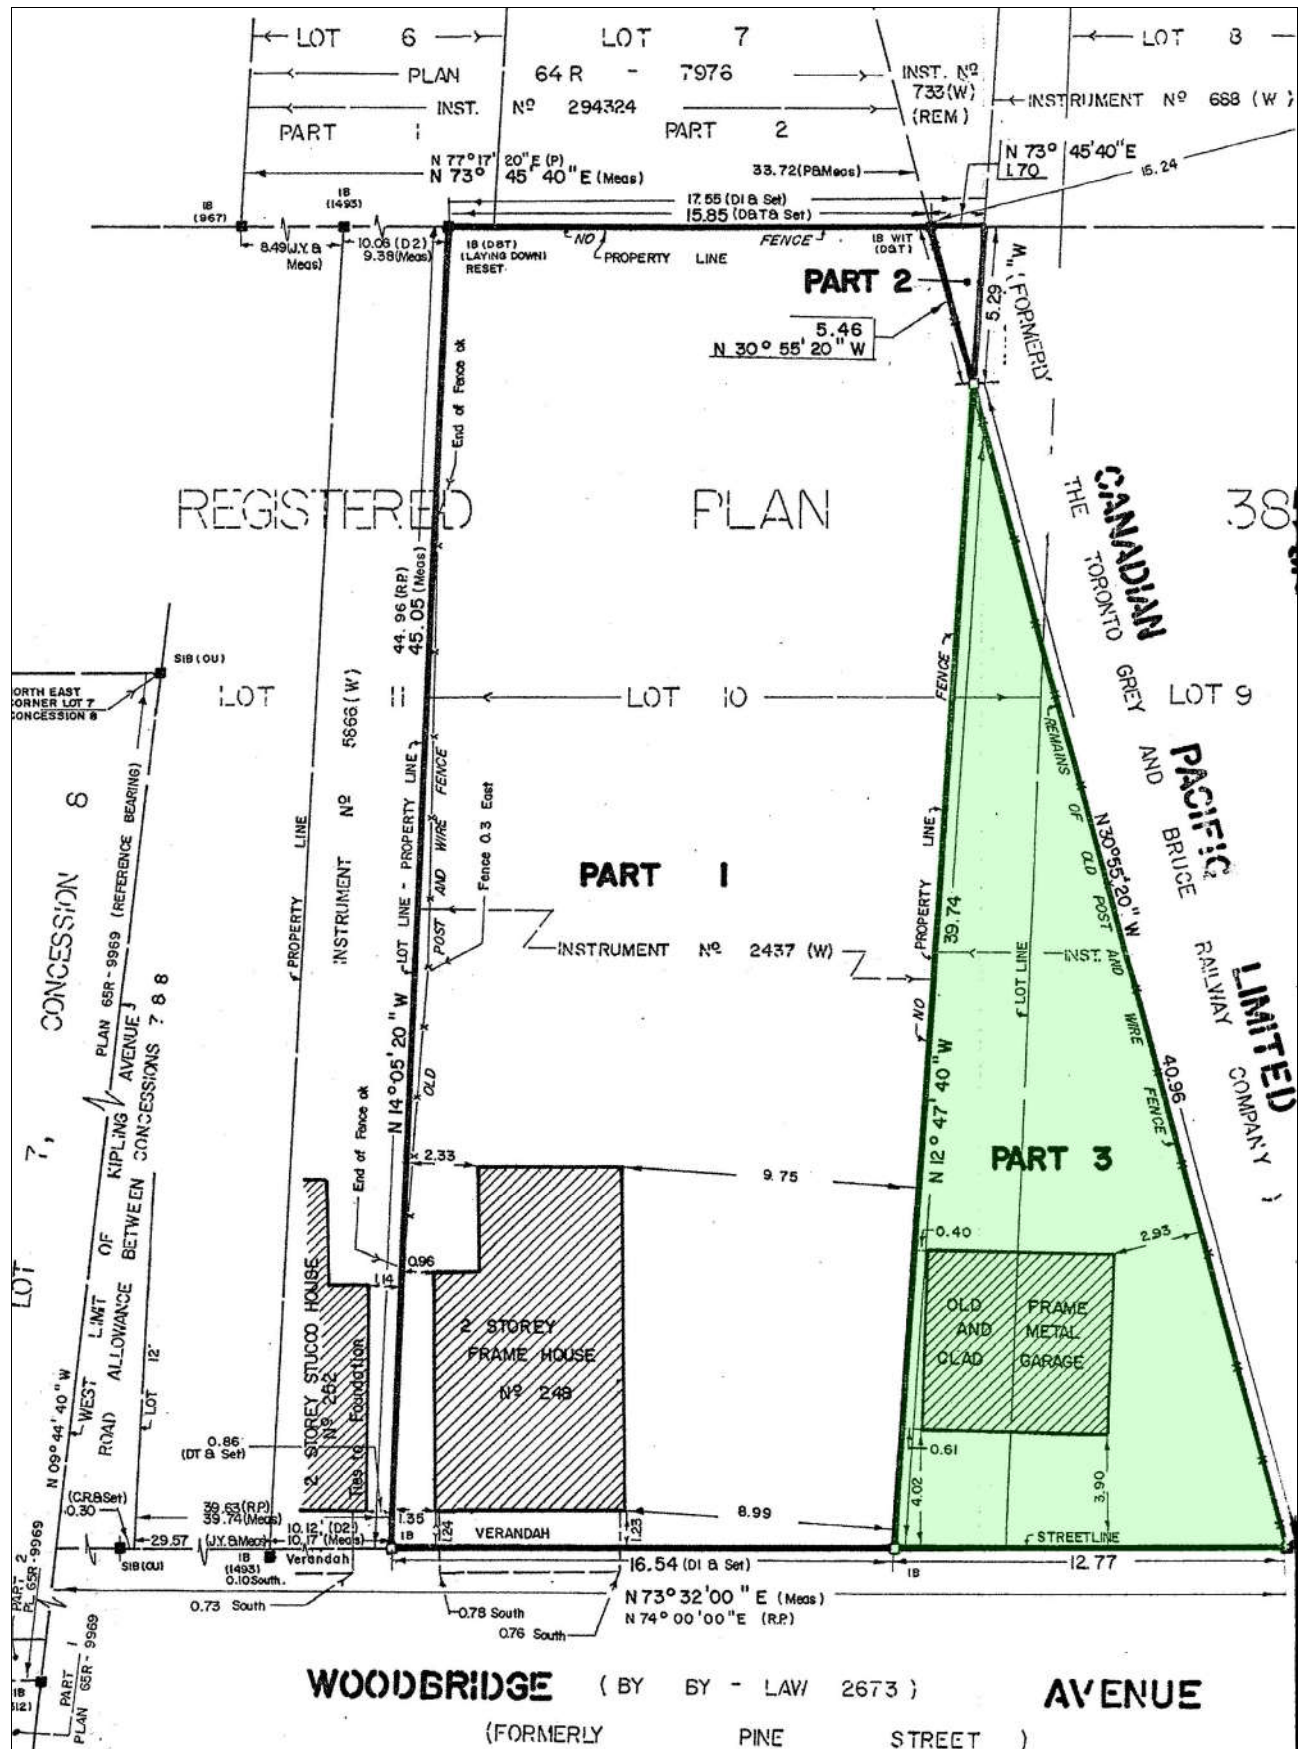 LOT 6
LOT 7
LOT 8
PLAN 64R - 7976
INST. Nº 733(W) (REM)
INST. Nº 294324
INSTRUMENT Nº 688 (W)
PART 1
PART 2
N 77°17' 20"E (P)
N 73° 45' 40"E (Meas)
33.72(P&Meas)
N 73° 45'40"E
1.70
15.24
17.55 (D1 & Set)
15.85 (D&T& Set)
IB
(967)
IB
(1493)
8.49(J.Y. &
Meas)
10.06 (D2)
9.38(Meas)
IB (D&T)
(LAYING DOWN)
RESET
NO
FENCE
PROPERTY LINE
IB WIT
(D&T)
PART 2
5.46
N 30° 55' 20" W
5.29
"W
(FORMERLY
End of Fence ok
REGISTERED PLAN 38
CANADIAN
PACIFIC
LIMITED
THE TORONTO GREY AND BRUCE RAILWAY COMPANY )
44.96 (R.P.)
45.05 (Meas)
SIB (OU)
ORTH EAST
CORNER LOT 7
CONCESSION 8
LOT 11
LOT 10
LOT 9
LOT 7, CONCESSION 8
PLAN 65R-9969 (REFERENCE BEARING)
WEST LIMIT OF KIPLING AVENUE
ROAD ALLOWANCE BETWEEN CONCESSIONS 7 & 8
N 09° 44' 40" W
LOT 12
PROPERTY LINE
INSTRUMENT Nº 5868 (W)
LOT LINE - PROPERTY LINE
N 14° 05' 20" W
OLD POST AND WIRE FENCE
Fence 0.3 East
End of Fence ok
PART 1
INSTRUMENT Nº 2437 (W)
FENCE
NO PROPERTY LINE
39.74
N 12° 47' 40" W
LOT LINE
INST.
REMAINS OF OLD POST AND WIRE FENCE
N30°55'20"W
40.96
PART 3
2.33
9.75
0.40
2.93
0.96
1.14
2 STOREY STUCCO HOUSE
Nº 262
Ties to Foundation
2 STOREY
FRAME HOUSE
Nº 248
OLD FRAME
AND METAL
CLAD GARAGE
0.61
4.02
3.90
0.86
(DT & Set)
(C.R.&Set)
0.30
39.63(R.P.)
39.74(Meas)
10.12' (D2)
10.17' (Meas)
29.57
(J.Y. &Meas)
1.35
IB
1.24
VERANDAH
1.23
8.99
STREETLINE
SIB(OU)
IB
(1493)
0.10South.
Verandah
16.54 (D1 & Set)
IB
12.77
N 73° 32'00" E (Meas)
N 74° 00'00"E (R.P.)
0.73 South
0.78 South
0.76 South
PART 2
PL 65R-9969
PART 1
PLAN 65R-9969
IB
WOODBRIDGE ( BY BY - LAW 2673 ) AVENUE
(FORMERLY PINE STREET )